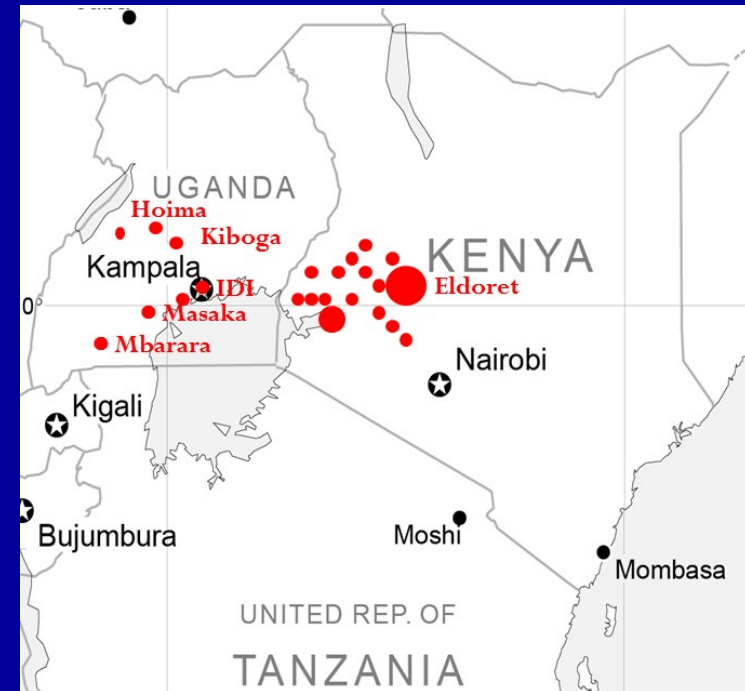 UGANDA
Hoima
Kiboga
KENYA
Kampala
IDI
Eldoret
0°
Masaka
Mbarara
Nairobi
Kigali
Bujumbura
Moshi
Mombasa
UNITED REP. OF
TANZANIA